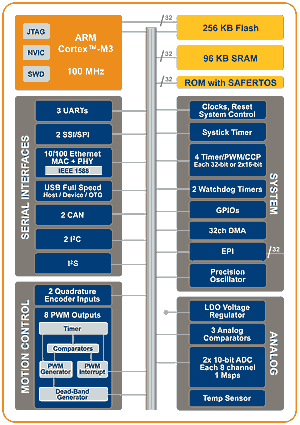 JTAG
NVIC
SWD
ARM
Cortex™-M3
100 MHz
32
256 KB Flash
32
96 KB SRAM
ROM with SAFERTOS
SERIAL INTERFACES
3 UARTs
2 SSI/SPI
10/100 Ethernet
MAC + PHY
IEEE 1588
USB Full Speed
Host / Device / OTG
2 CAN
2 I²C
I²S
SYSTEM
Clocks, Reset
System Control
Systick Timer
4 Timer/PWM/CCP
Each 32-bit or 2x16-bit
2 Watchdog Timers
GPIOs
32ch DMA
EPI
32
Precision
Oscillator
MOTION CONTROL
2 Quadrature
Encoder Inputs
8 PWM Outputs
Timer
Comparators
PWM
Generator
PWM
Interrupt
Dead-Band
Generator
ANALOG
LDO Voltage
Regulator
3 Analog
Comparators
2x 10-bit ADC
Each 8 channel
1 Msps
Temp Sensor